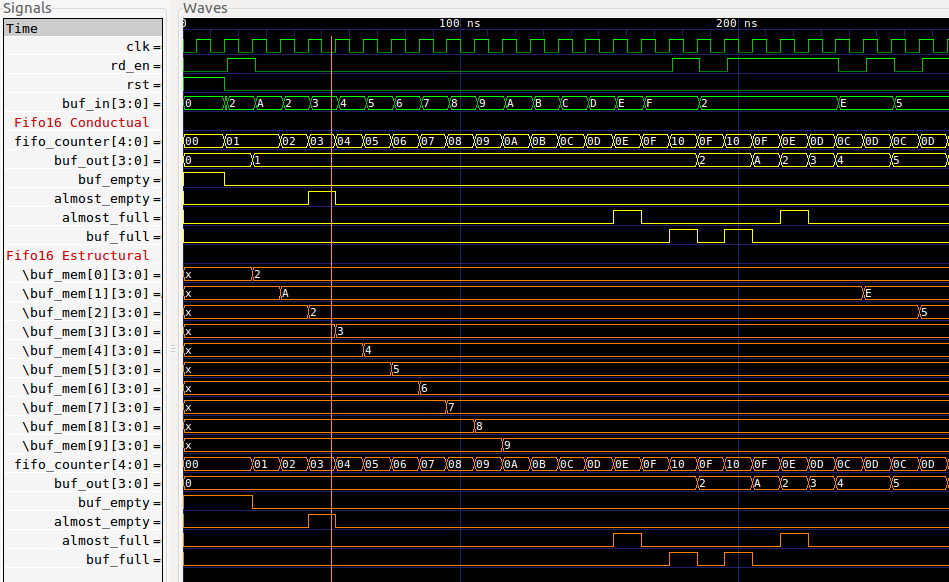 Signals Waves
Time 0 100 ns 200 ns
clk=
rd_en=
rst=
buf_in[3:0]= 0 2 A 2 3 4 5 6 7 8 9 A B C D E F 2 E 5
Fifo16 Conductual
fifo_counter[4:0]= 00 01 02 03 04 05 06 07 08 09 0A 0B 0C 0D 0E 0F 10 0F 10 0F 0E 0D 0C 0D 0C 0D
buf_out[3:0]= 0 1 2 A 2 3 4 5
buf_empty=
almost_empty=
almost_full=
buf_full=
Fifo16 Estructural
\buf_mem[0][3:0]= x 2
\buf_mem[1][3:0]= x A E
\buf_mem[2][3:0]= x 2 5
\buf_mem[3][3:0]= x 3
\buf_mem[4][3:0]= x 4
\buf_mem[5][3:0]= x 5
\buf_mem[6][3:0]= x 6
\buf_mem[7][3:0]= x 7
\buf_mem[8][3:0]= x 8
\buf_mem[9][3:0]= x 9
fifo_counter[4:0]= 00 01 02 03 04 05 06 07 08 09 0A 0B 0C 0D 0E 0F 10 0F 10 0F 0E 0D 0C 0D 0C 0D
buf_out[3:0]= 0 2 A 2 3 4 5
buf_empty=
almost_empty=
almost_full=
buf_full=